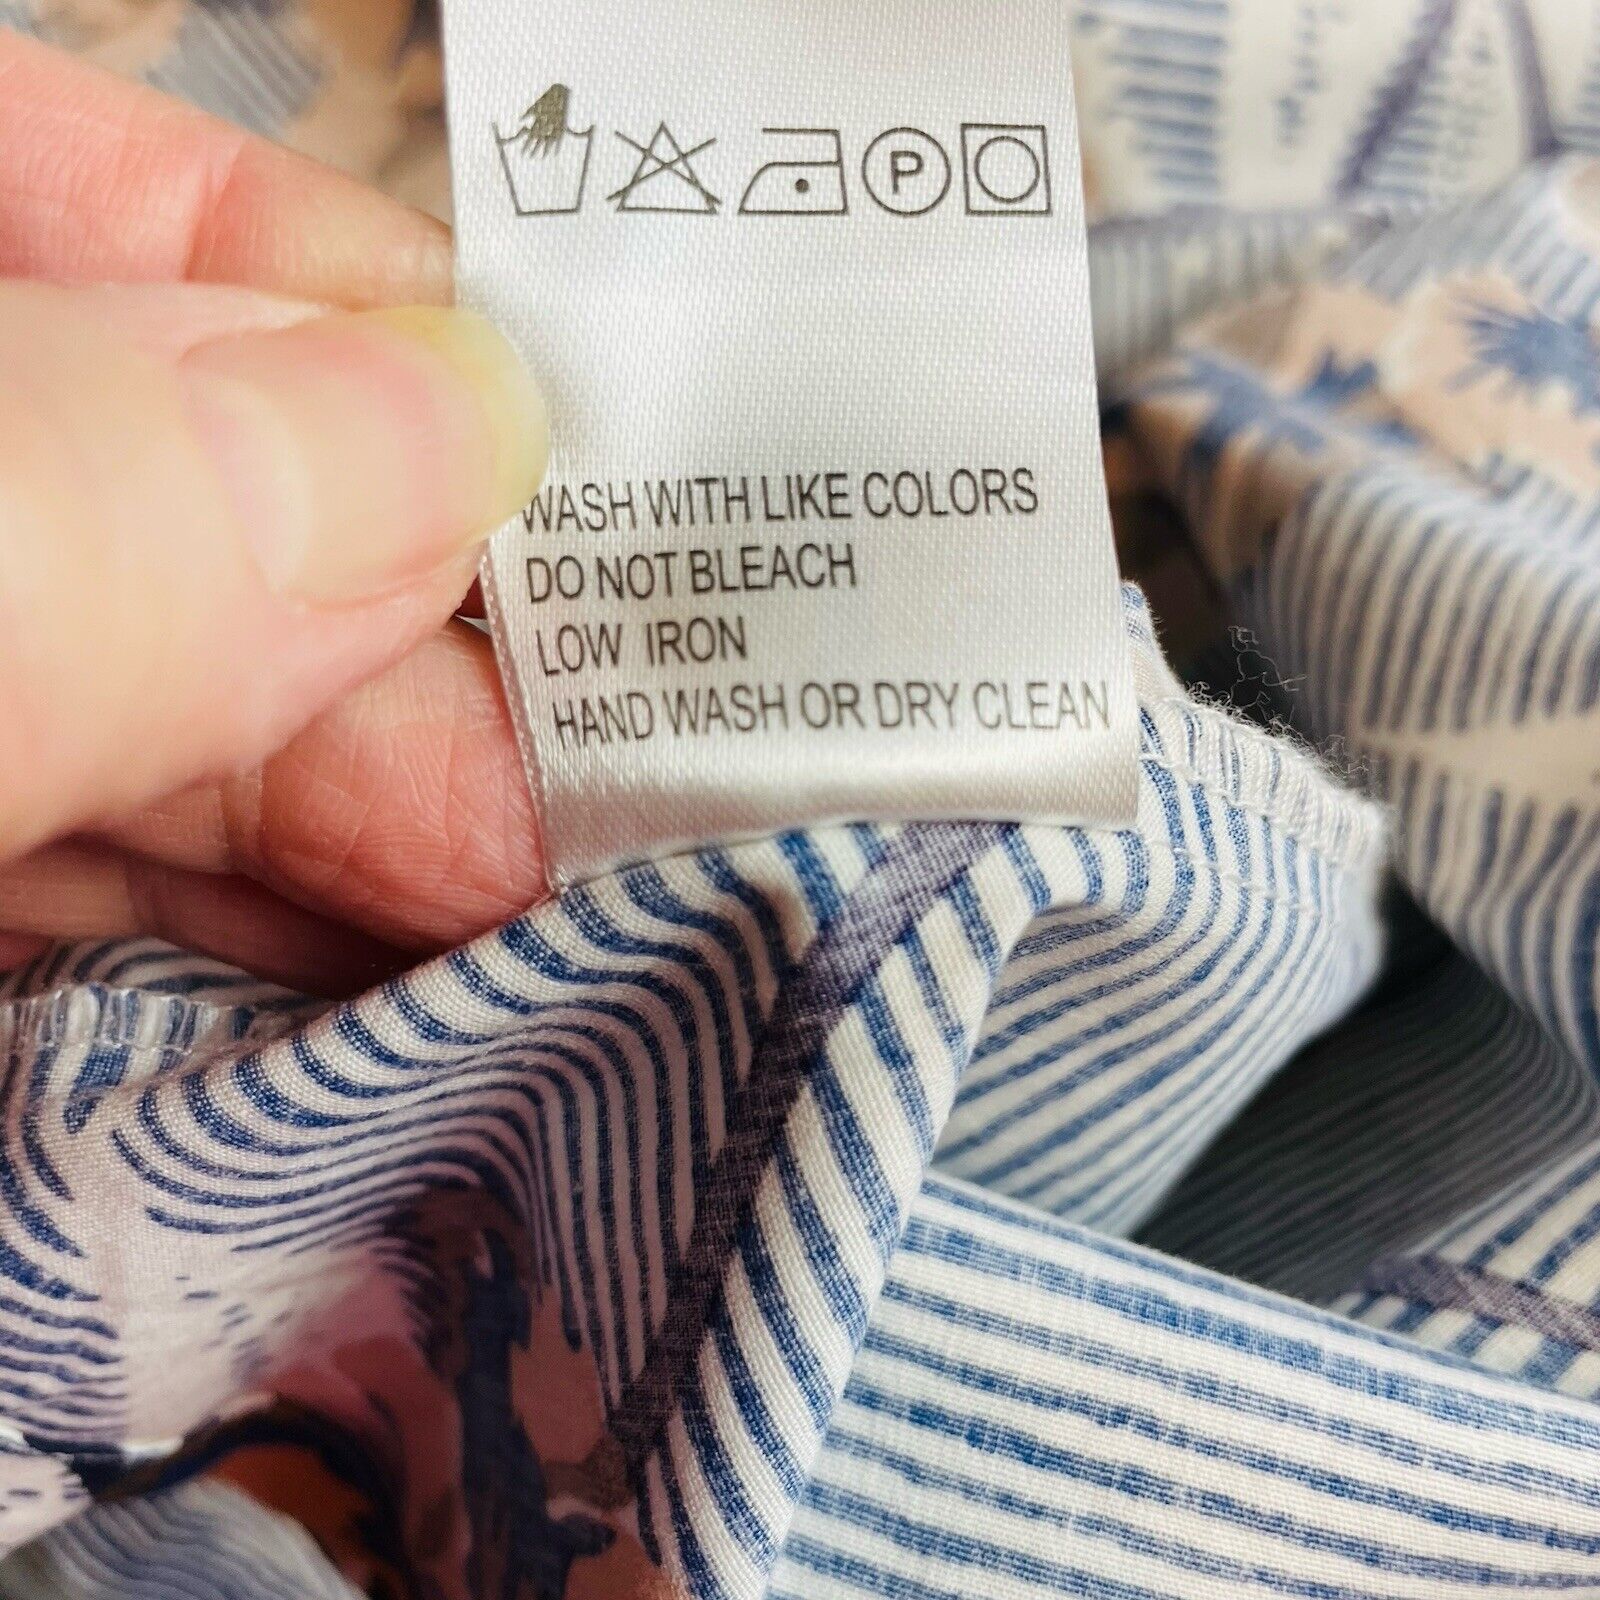 P
WASH WITH LIKE COLORS
DO NOT BLEACH
LOW IRON
HAND WASH OR DRY CLEAN